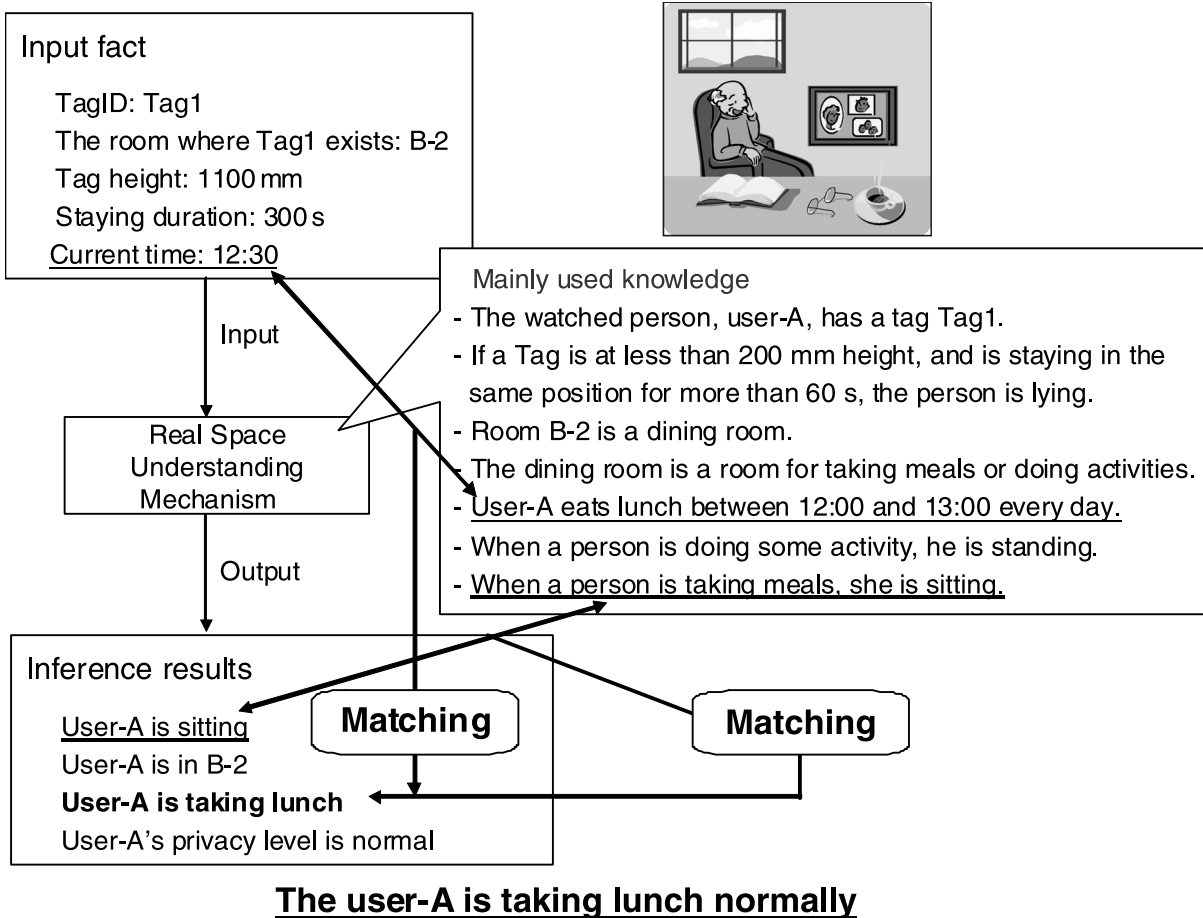 Input fact
TagID: Tag1
The room where Tag1 exists: B-2
Tag height: 1100 mm
Staying duration: 300 s
Current time: 12:30
Input
Mainly used knowledge
- The watched person, user-A, has a tag Tag1.
- If a Tag is at less than 200 mm height, and is staying in the
same position for more than 60 s, the person is lying.
- Room B-2 is a dining room.
- The dining room is a room for taking meals or doing activities.
- User-A eats lunch between 12:00 and 13:00 every day.
- When a person is doing some activity, he is standing.
- When a person is taking meals, she is sitting.
Real Space
Understanding
Mechanism
Output
Inference results
User-A is sitting
User-A is in B-2
User-A is taking lunch
User-A's privacy level is normal
Matching
Matching
The user-A is taking lunch normally